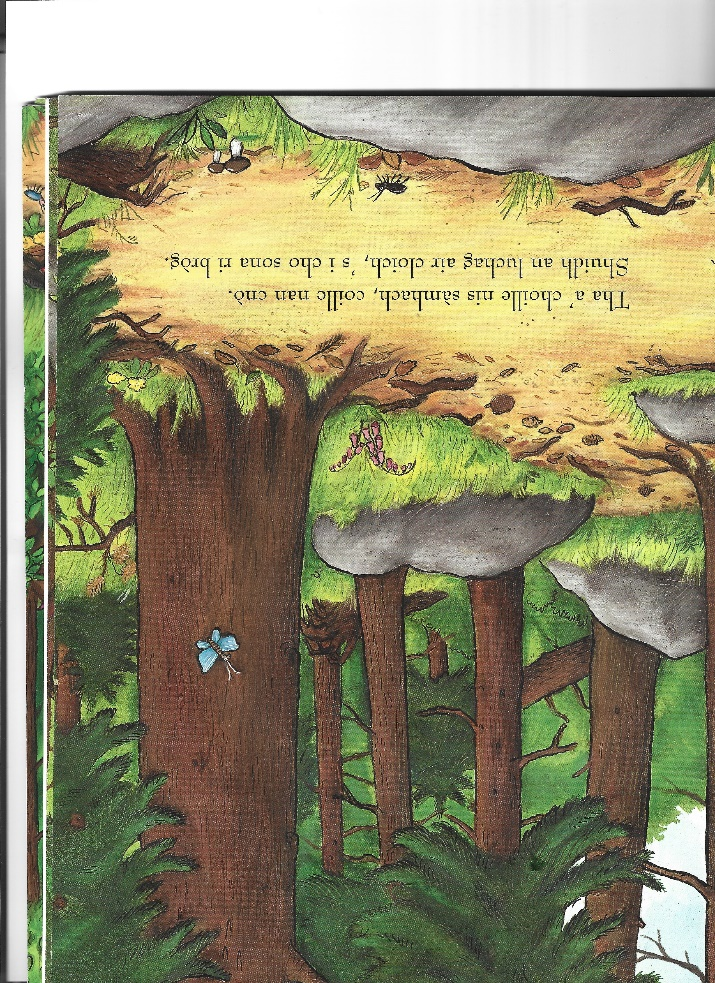 Tha a' choille nis sàmhach, coille nan cnò.
Shuidh an luchag air cloich, 's i cho sona ri bròg.